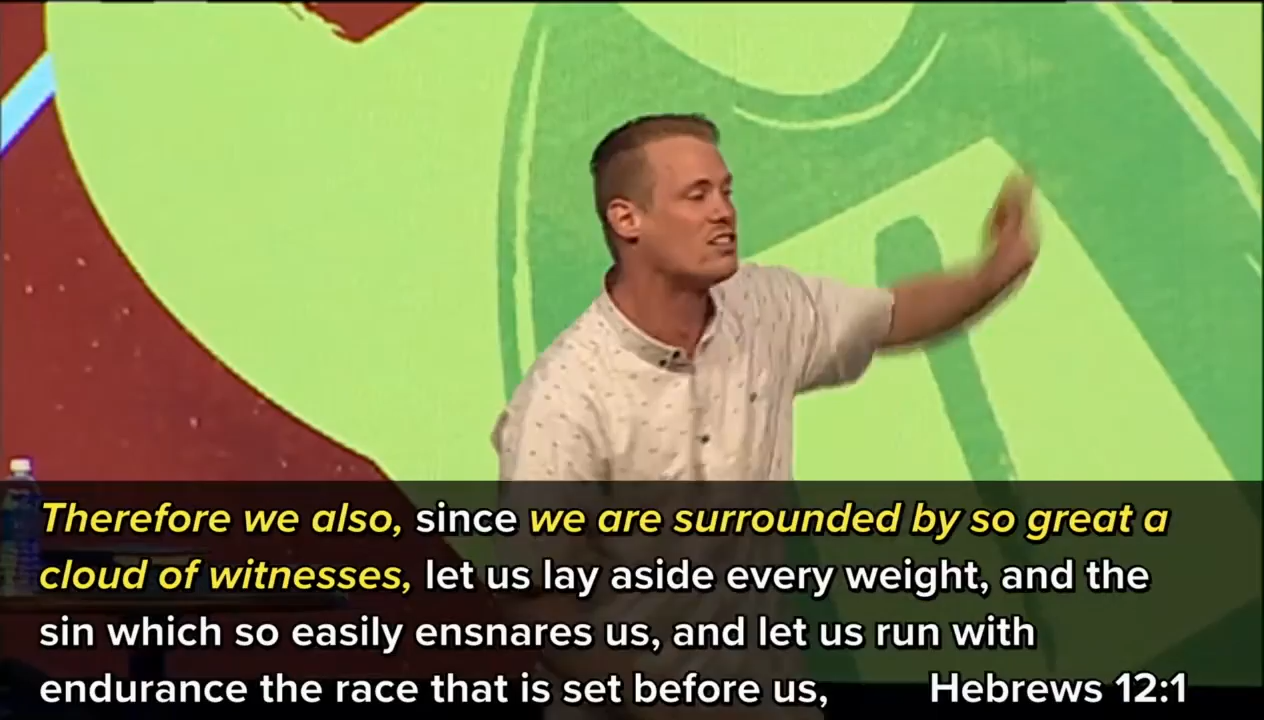 Therefore we also, since we are surrounded by so great a
cloud of witnesses, let us lay aside every weight, and the
sin which so easily ensnares us, and let us run with
endurance the race that is set before us, Hebrews 12:1